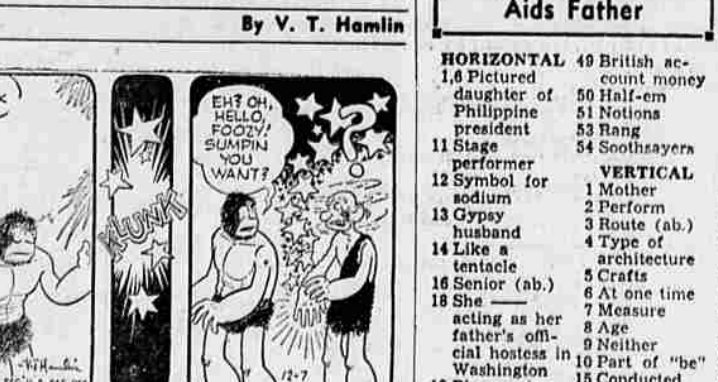 By V. T. Hamlin
KLUNK
EH? OH,
HELLO,
FOOZY!
SUMPIN
YOU
WANT?
?
12-7
Aids Father
HORIZONTAL
1,6 Pictured
daughter of
Philippine
president
11 Stage
performer
12 Symbol for
sodium
13 Gypsy
husband
14 Like a
tentacle
16 Senior (ab.)
18 She —
acting as her
father's offi-
cial hostess in
Washington
49 British ac-
count money
50 Half-em
51 Notions
53 Rang
54 Soothsayers
VERTICAL
1 Mother
2 Perform
3 Route (ab.)
4 Type of
architecture
5 Crafts
6 At one time
7 Measure
8 Age
9 Neither
10 Part of "be"
15 Conducted